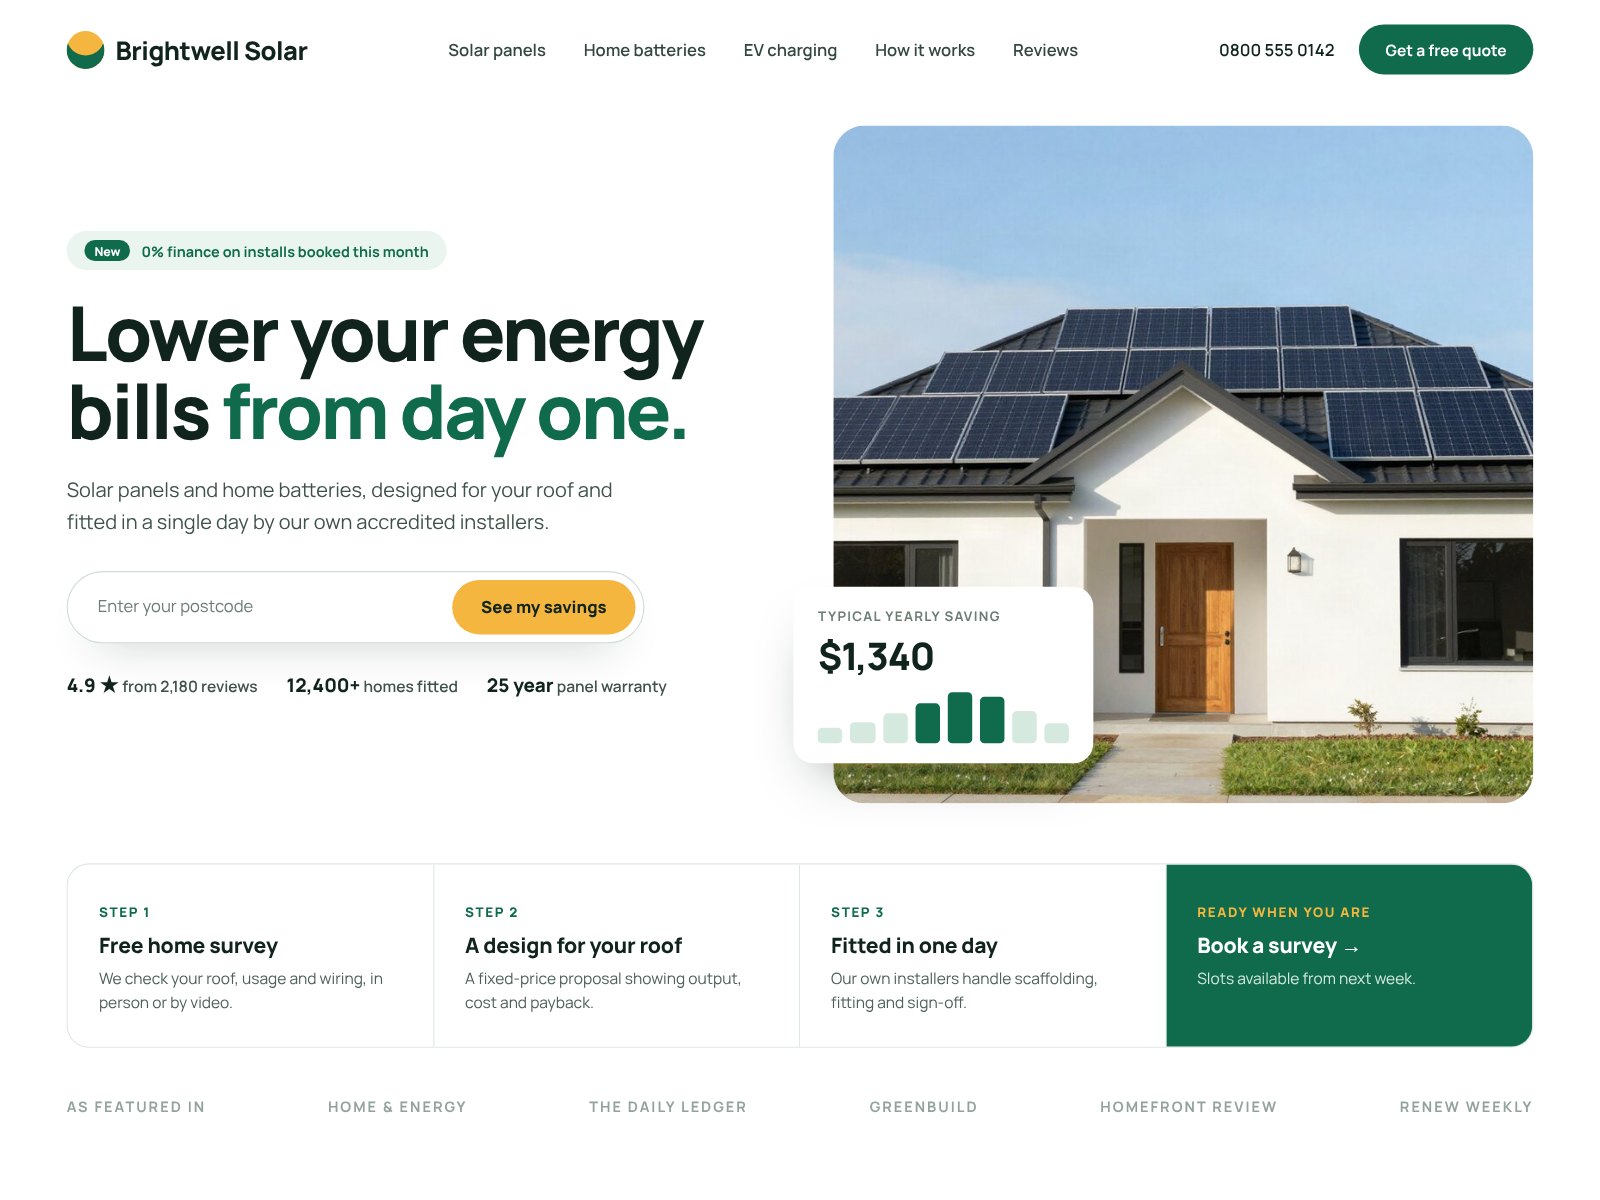 Brightwell Solar
Solar panels
Home batteries
EV charging
How it works
Reviews
0800 555 0142
Get a free quote
New 0% finance on installs booked this month
Lower your energy
bills from day one.
Solar panels and home batteries, designed for your roof and
fitted in a single day by our own accredited installers.
Enter your postcode
See my savings
4.9 ★ from 2,180 reviews
12,400+ homes fitted
25 year panel warranty
TYPICAL YEARLY SAVING
$1,340
STEP 1
Free home survey
We check your roof, usage and wiring, in
person or by video.
STEP 2
A design for your roof
A fixed-price proposal showing output,
cost and payback.
STEP 3
Fitted in one day
Our own installers handle scaffolding,
fitting and sign-off.
READY WHEN YOU ARE
Book a survey →
Slots available from next week.
AS FEATURED IN
HOME & ENERGY
THE DAILY LEDGER
GREENBUILD
HOMEFRONT REVIEW
RENEW WEEKLY